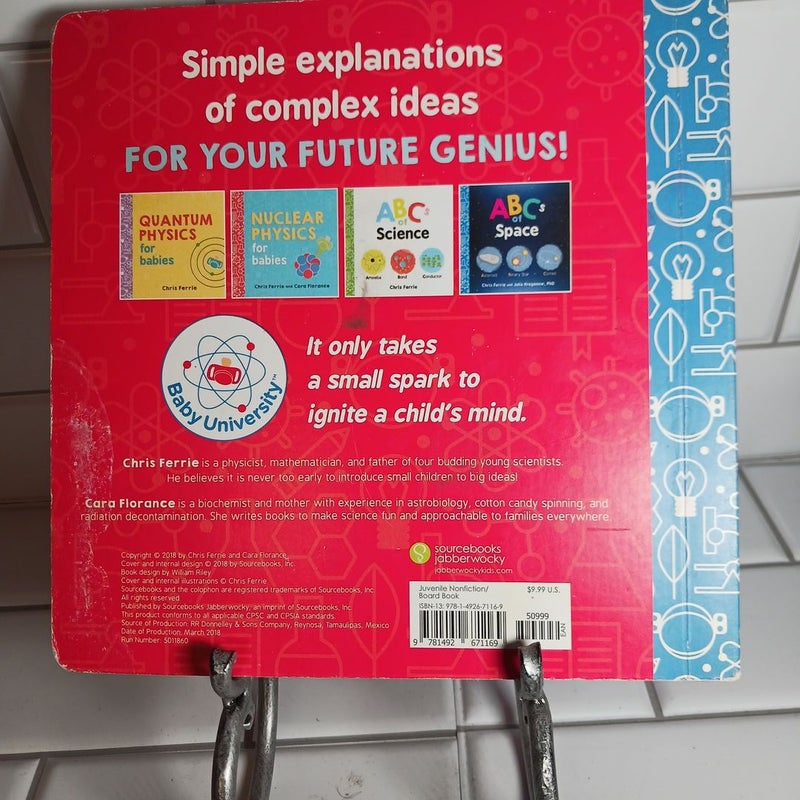 Simple explanations
of complex ideas
FOR YOUR FUTURE GENIUS!
QUANTUM
PHYSICS
for
babies
Chris Ferrie
NUCLEAR
PHYSICS
for
babies
Chris Ferrie and Cara Florance
ABC's
of
Science
Amoeba Bond Conductor
Chris Ferrie
ABC's
of
Space
Asteroid Binary Star Comet
Chris Ferrie and Julia Kregenow, PhD
Baby University™
It only takes
a small spark to
ignite a child's mind.
Chris Ferrie is a physicist, mathematician, and father of four budding young scientists.
He believes it is never too early to introduce small children to big ideas!
Cara Florance is a biochemist and mother with experience in astrobiology, cotton candy spinning, and
radiation decontamination. She writes books to make science fun and approachable to families everywhere.
Copyright © 2018 by Chris Ferrie and Cara Florance
Cover and internal design © 2018 by Sourcebooks, Inc.
Book design by William Riley
Cover and internal illustrations © Chris Ferrie
Sourcebooks and the colophon are registered trademarks of Sourcebooks, Inc.
All rights reserved.
Published by Sourcebooks Jabberwocky, an imprint of Sourcebooks, Inc.
This product conforms to all applicable CPSC and CPSIA standards.
Source of Production: RR Donnelley & Sons Company, Reynosa, Tamaulipas, Mexico
Date of Production: March 2018
Run Number: 5011860
sourcebooks
jabberwocky
jabberwockykids.com
Juvenile Nonfiction/
Board Book
$9.99 U.S.
ISBN-13: 978-1-4926-7116-9
50999
EAN
9 781492 671169